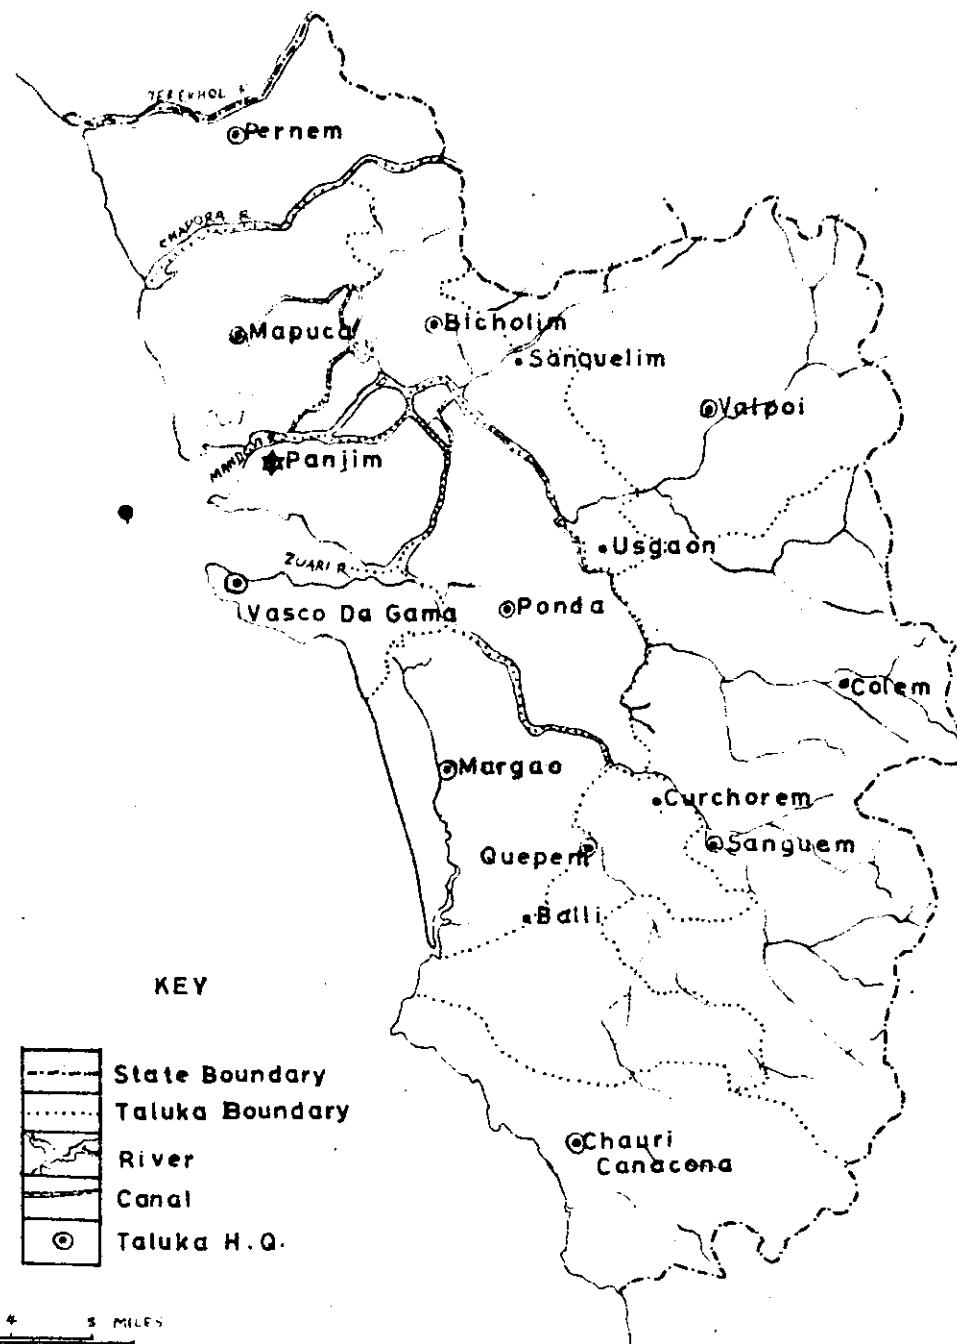 TEREKHOL R
Pernem
CHAPORA R.
Mapuca
Bicholim
Sanquelim
Valpoi
MANDOVI R
Panjim
Usgaon
ZUARI R.
Vasco Da Gama
Ponda
Colem
Margao
Curchorem
Quepem
Sanguem
Balli
KEY
State Boundary
Taluka Boundary
River
Canal
Taluka H.Q.
Chauri
Canacona
4 8 MILES